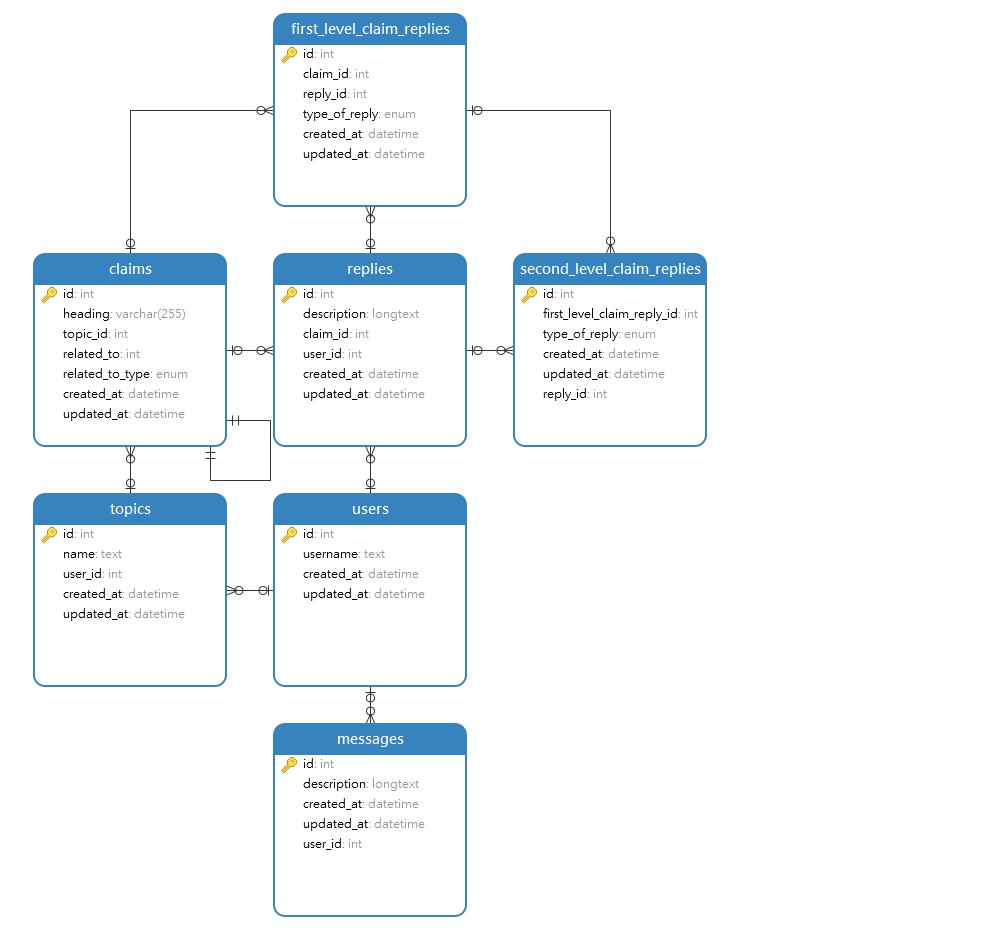 first_level_claim_replies
id: int
claim_id: int
reply_id: int
type_of_reply: enum
created_at: datetime
updated_at: datetime
claims
id: int
heading: varchar(255)
topic_id: int
related_to: int
related_to_type: enum
created_at: datetime
updated_at: datetime
replies
id: int
description: longtext
claim_id: int
user_id: int
created_at: datetime
updated_at: datetime
second_level_claim_replies
id: int
first_level_claim_reply_id: int
type_of_reply: enum
created_at: datetime
updated_at: datetime
reply_id: int
topics
id: int
name: text
user_id: int
created_at: datetime
updated_at: datetime
users
id: int
username: text
created_at: datetime
updated_at: datetime
messages
id: int
description: longtext
created_at: datetime
updated_at: datetime
user_id: int